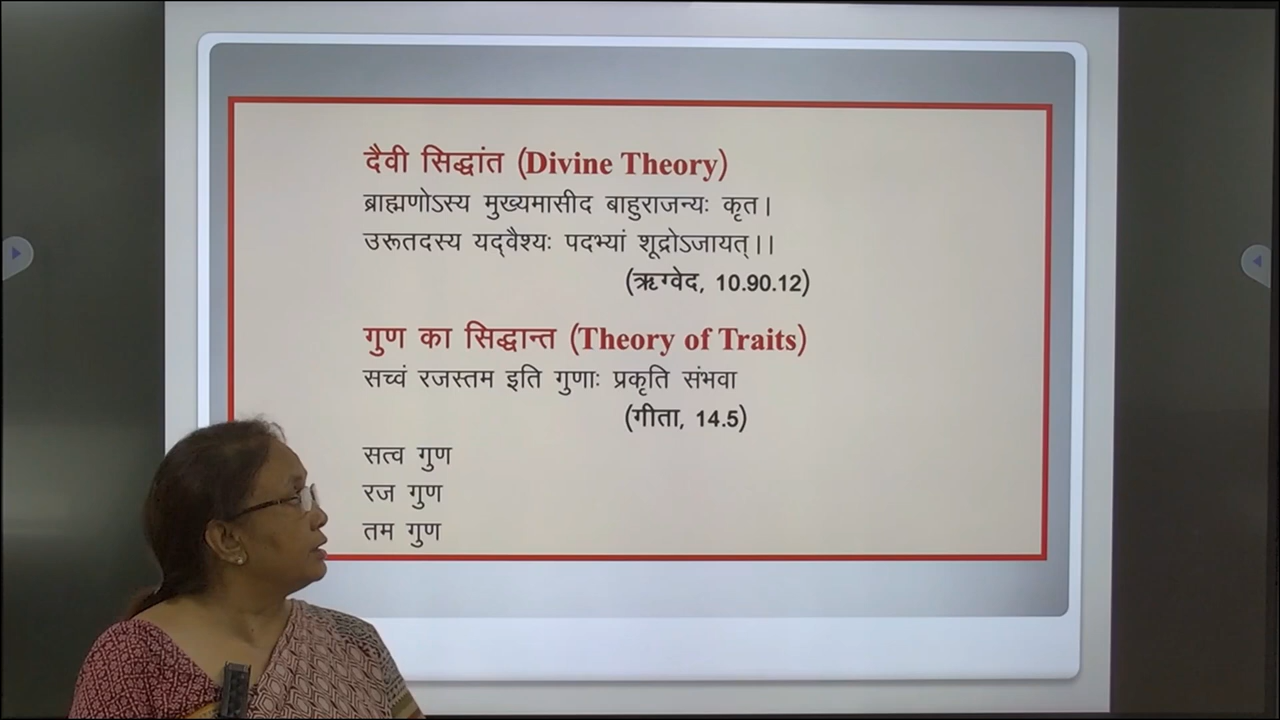 दैवी सिद्धांत (Divine Theory)
ब्राह्मणोऽस्य मुख्यमासीद बाहुराजन्यः कृत।
उरूतदस्य यद्वैश्यः पदभ्यां शूद्रोऽजायत्।।
(ऋग्वेद, 10.90.12)
गुण का सिद्धान्त (Theory of Traits)
सच्वं रजस्तम इति गुणाः प्रकृति संभवा
(गीता, 14.5)
सत्व गुण
रज गुण
तम गुण